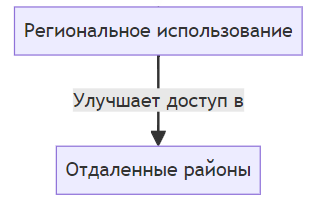 Региональное использование
Улучшает доступ в
Отдаленные районы